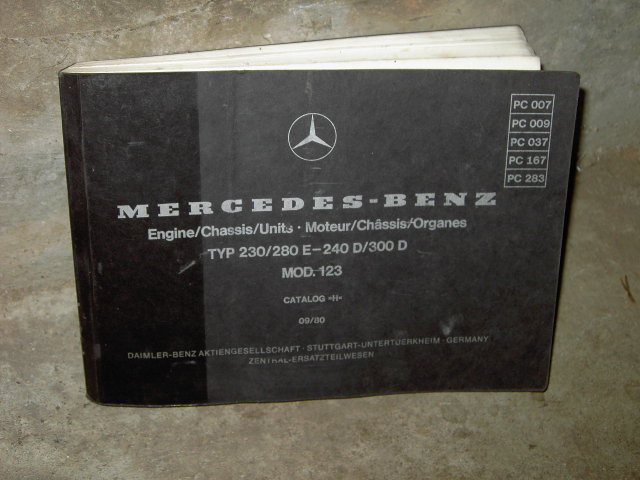 PC 007
PC 009
PC 037
PC 167
PC 283
MERCEDES-BENZ
Engine/Chassis/Units · Moteur/Châssis/Organes
TYP 230/280 E–240 D/300 D
MOD. 123
CATALOG »H«
09/80
DAIMLER-BENZ AKTIENGESELLSCHAFT · STUTTGART-UNTERTUERKHEIM · GERMANY
ZENTRAL-ERSATZTEILWESEN